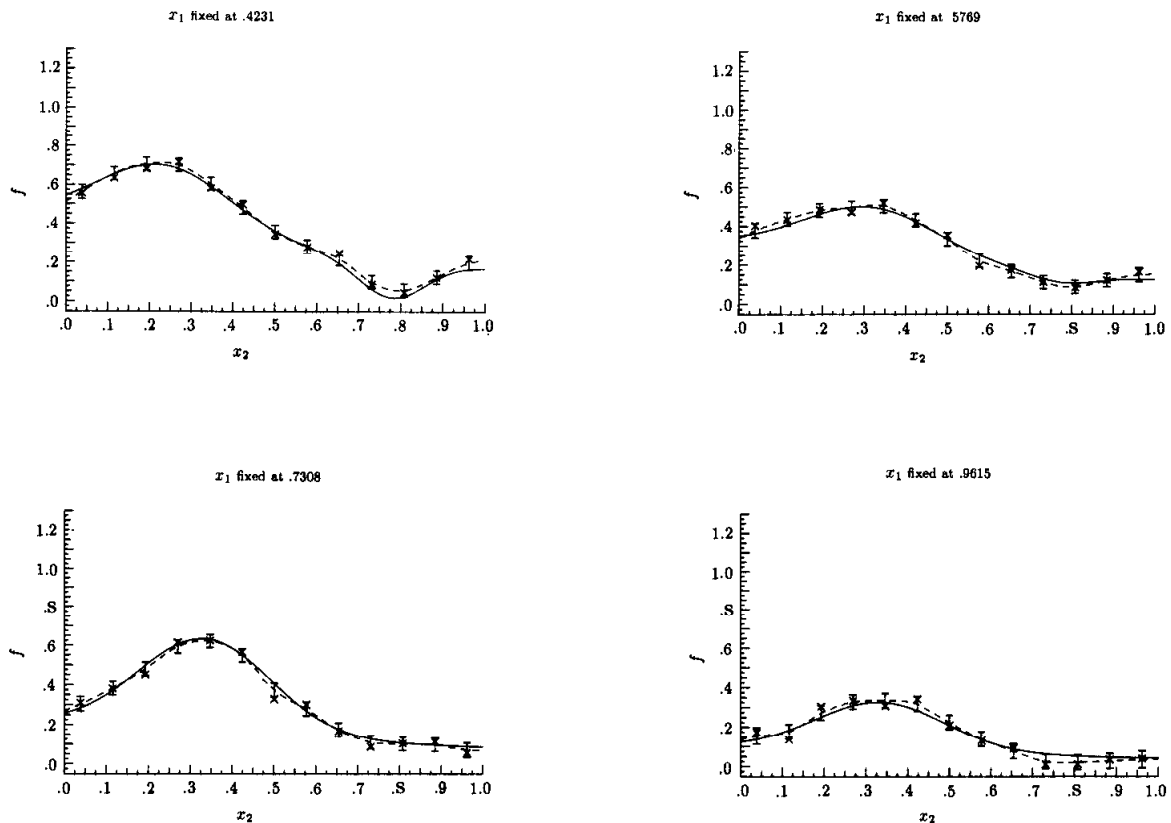 x1 fixed at .4231
1.2
1.0
.8
.6
.4
.2
.0
f
.0 .1 .2 .3 .4 .5 .6 .7 .8 .9 1.0
x2
x1 fixed at 5769
1.2
1.0
.8
.6
.4
.2
.0
f
.0 .1 .2 .3 .4 .5 .6 .7 .S .9 1.0
x2
x1 fixed at .7308
1.2
1.0
.S
.6
.4
.2
.0
f
.0 .1 .2 .3 .4 .5 .6 .7 .S .9 1.0
x2
x1 fixed at .9615
1.2
1.0
.S
.6
.4
.2
.0
f
.0 .1 .2 .3 .4 .5 .6 .7 .8 .9 1.0
x2